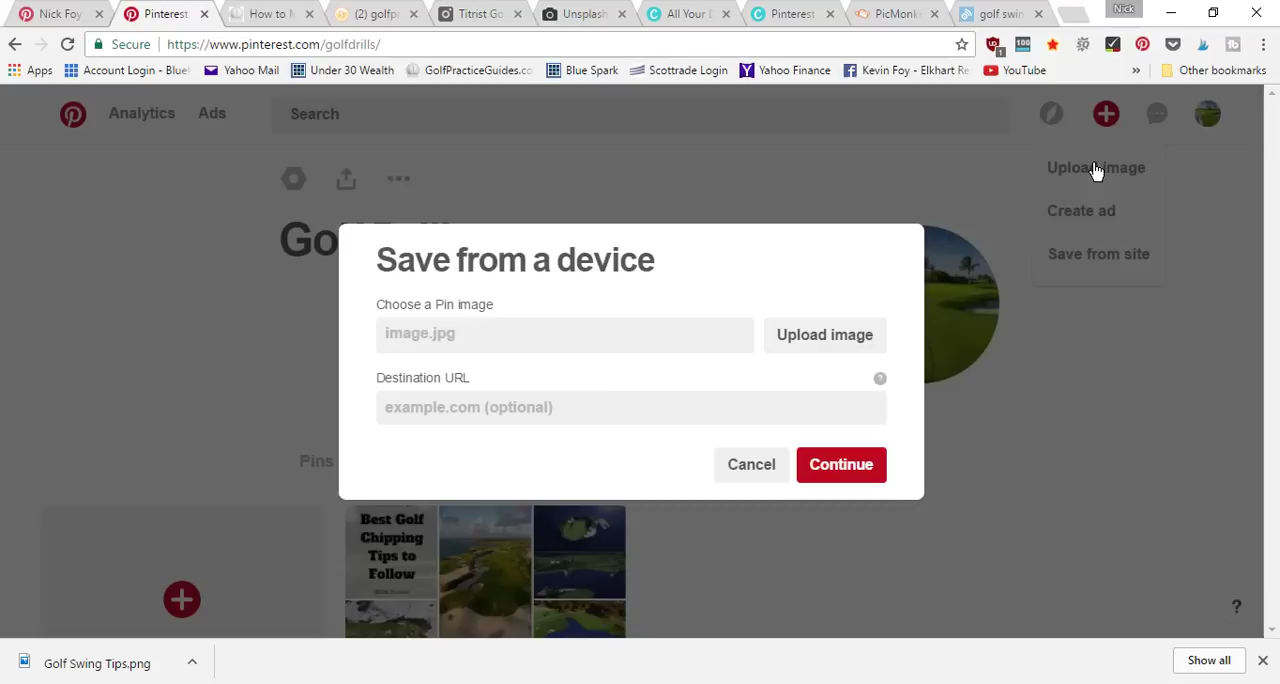 Nick Foy
Pinterest
How to M
(2) golfpr
Titrist Go
Unsplash
All Your D
Pinterest
PicMonk
golf swin
Nick
Secure
https://www.pinterest.com/golfdrills/
100
1
Apps
Account Login - Blue
Yahoo Mail
Under 30 Wealth
GolfPracticeGuides.co
Blue Spark
Scottrade Login
Yahoo Finance
Kevin Foy - Elkhart Re
YouTube
»
Other bookmarks
Analytics
Ads
Search
Upload image
Create ad
Save from site
Save from a device
Choose a Pin image
image.jpg
Upload image
Destination URL
?
example.com (optional)
Cancel
Continue
Pins
Best Golf
Chipping
Tips to
Follow
?
Golf Swing Tips.png
Show all